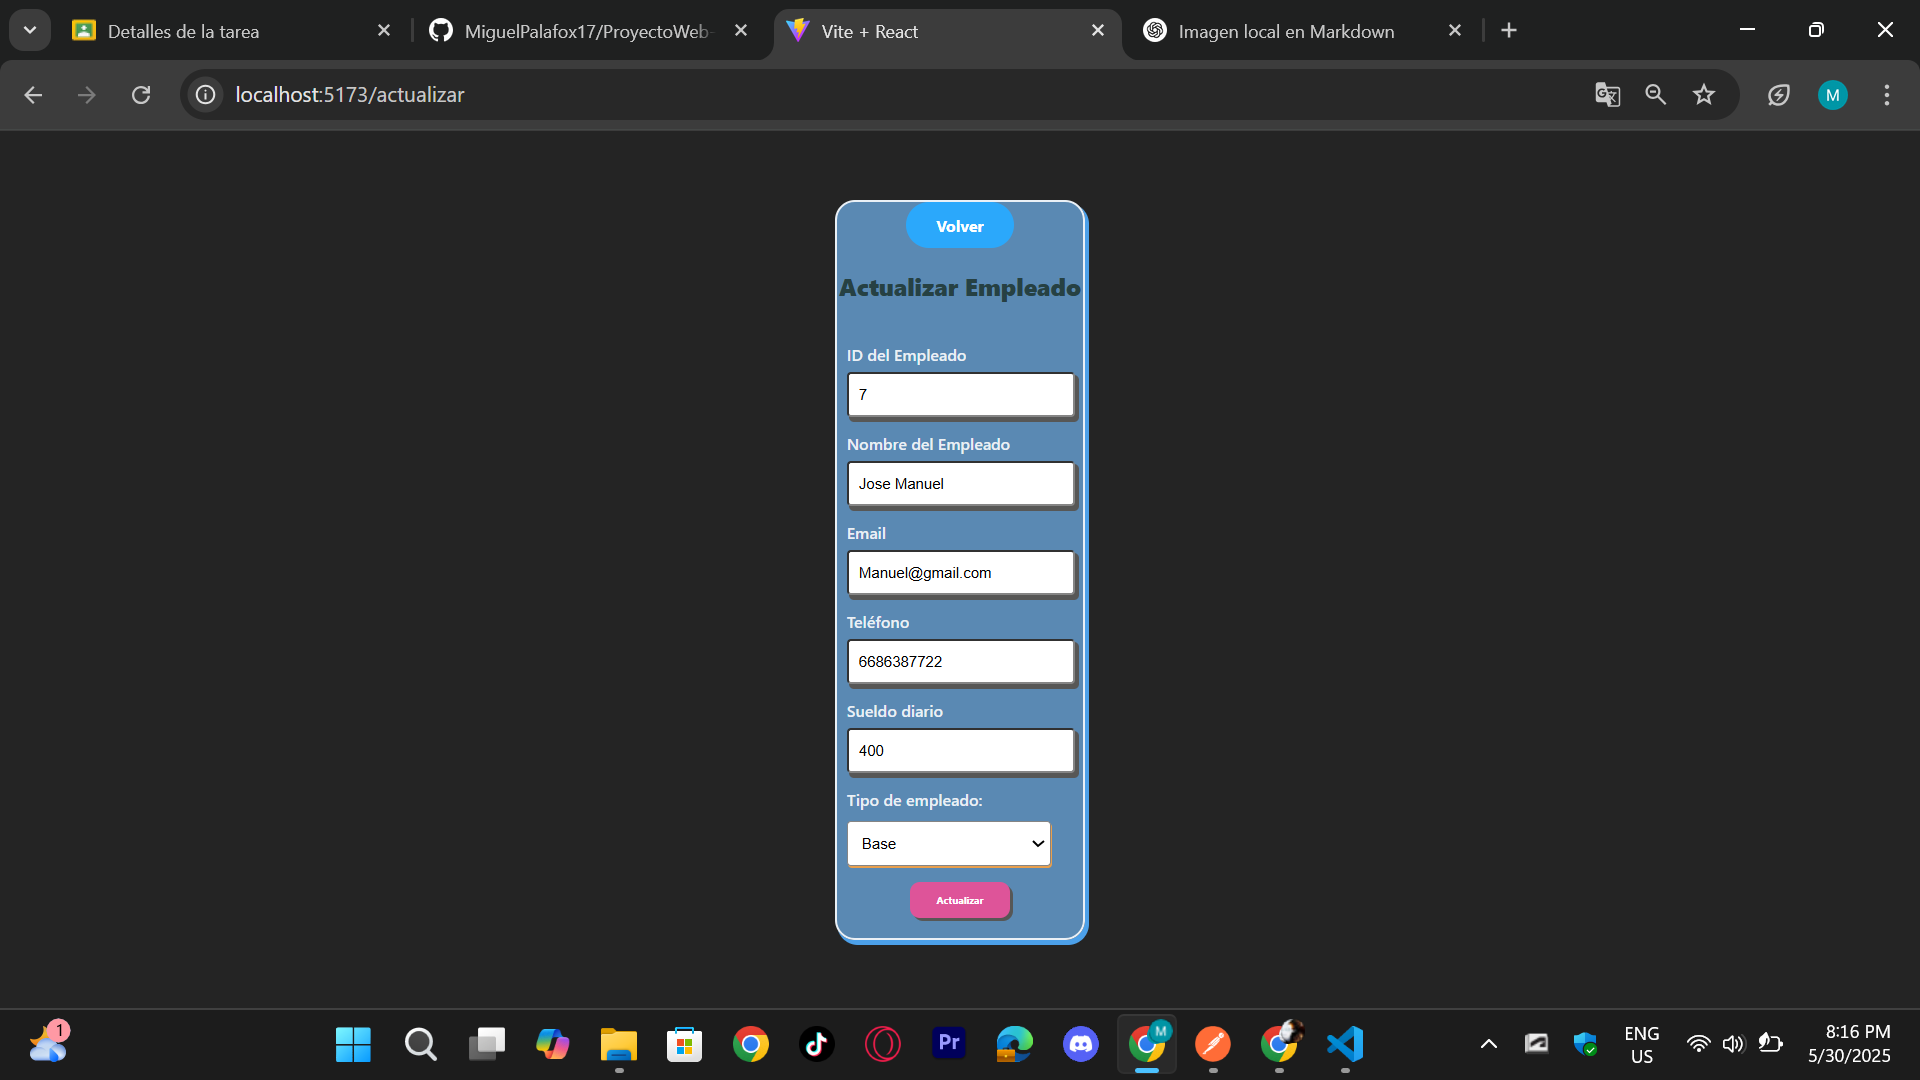 Detalles de la tarea
MiguelPalafox17/ProyectoWeb-
Vite + React
Imagen local en Markdown
localhost:5173/actualizar
M
Volver
Actualizar Empleado
ID del Empleado
7
Nombre del Empleado
Jose Manuel
Email
Manuel@gmail.com
Teléfono
6686387722
Sueldo diario
400
Tipo de empleado:
Base
Actualizar
1
Pr
M
ENG
US
8:16 PM
5/30/2025